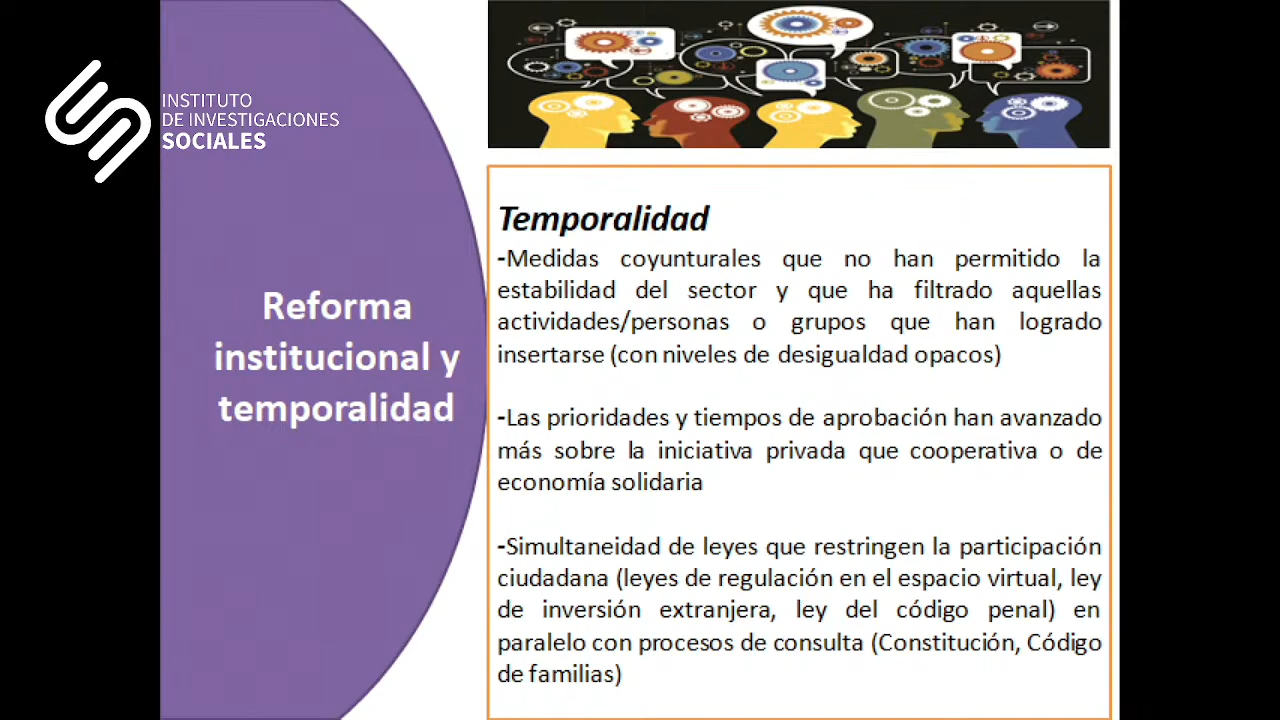 INSTITUTO
DE INVESTIGACIONES
SOCIALES
Reforma
institucional y
temporalidad
Temporalidad
-Medidas coyunturales que no han permitido la
estabilidad del sector y que ha filtrado aquellas
actividades/personas o grupos que han logrado
insertarse (con niveles de desigualdad opacos)
-Las prioridades y tiempos de aprobación han avanzado
más sobre la iniciativa privada que cooperativa o de
economía solidaria
-Simultaneidad de leyes que restringen la participación
ciudadana (leyes de regulación en el espacio virtual, ley
de inversión extranjera, ley del código penal) en
paralelo con procesos de consulta (Constitución, Código
de familias)